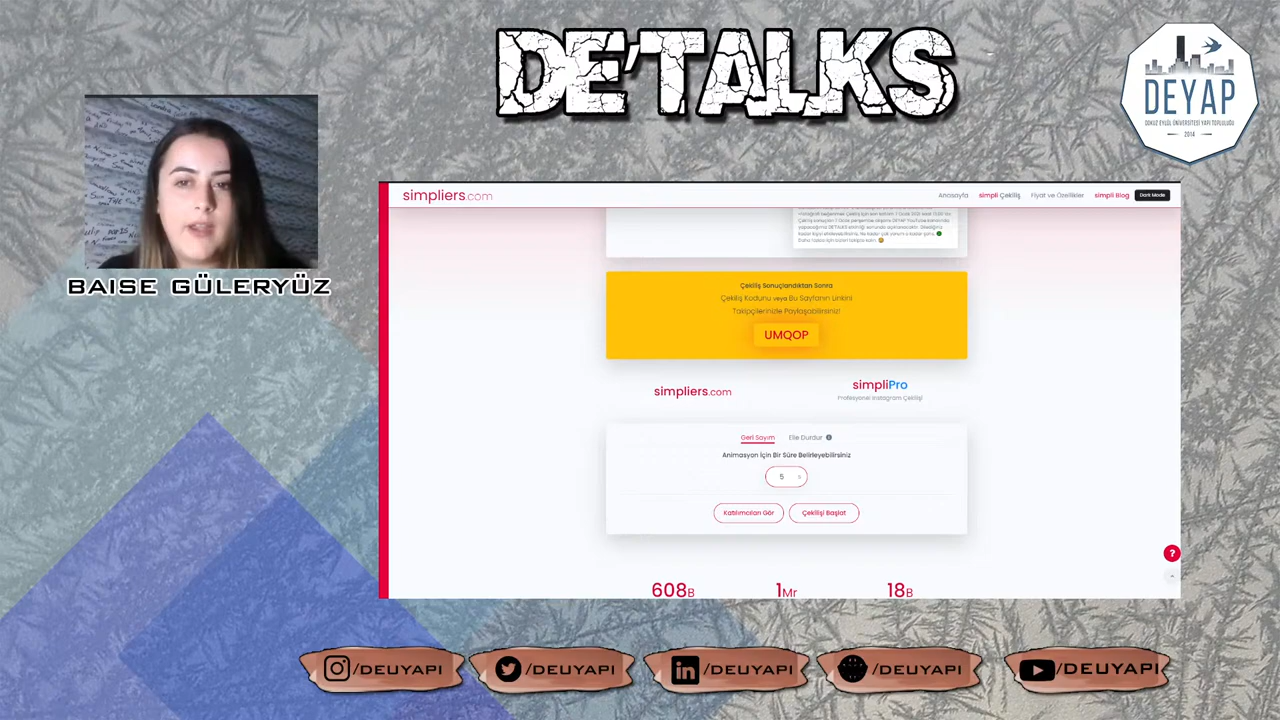 DE'TALKS
DEYAP
DOKUZ EYLÜL ÜNİVERSİTESİ YAPI TOPLULUĞU
2014
BAISE GÜLERYÜZ
simpliers.com
Anasayfa
simpli Çekiliş
Fiyat ve Özellikler
simpli Blog
Dark Mode
Çekiliş Sonuçlandıktan Sonra
Çekiliş Kodunu veya Bu Sayfanın Linkini
Takipçilerinizle Paylaşabilirsiniz!
UMQOP
simpliers.com
simpliPro
Profesyonel Instagram Çekilişi
Geri Sayım
Elle Durdur
Animasyon İçin Bir Süre Belirleyebilirsiniz
5 s
Katılımcıları Gör
Çekilişi Başlat
?
608B
1Mr
18B
/DEUYAPI
/DEUYAPI
/DEUYAPI
/DEUYAPI
/DEUYAPI